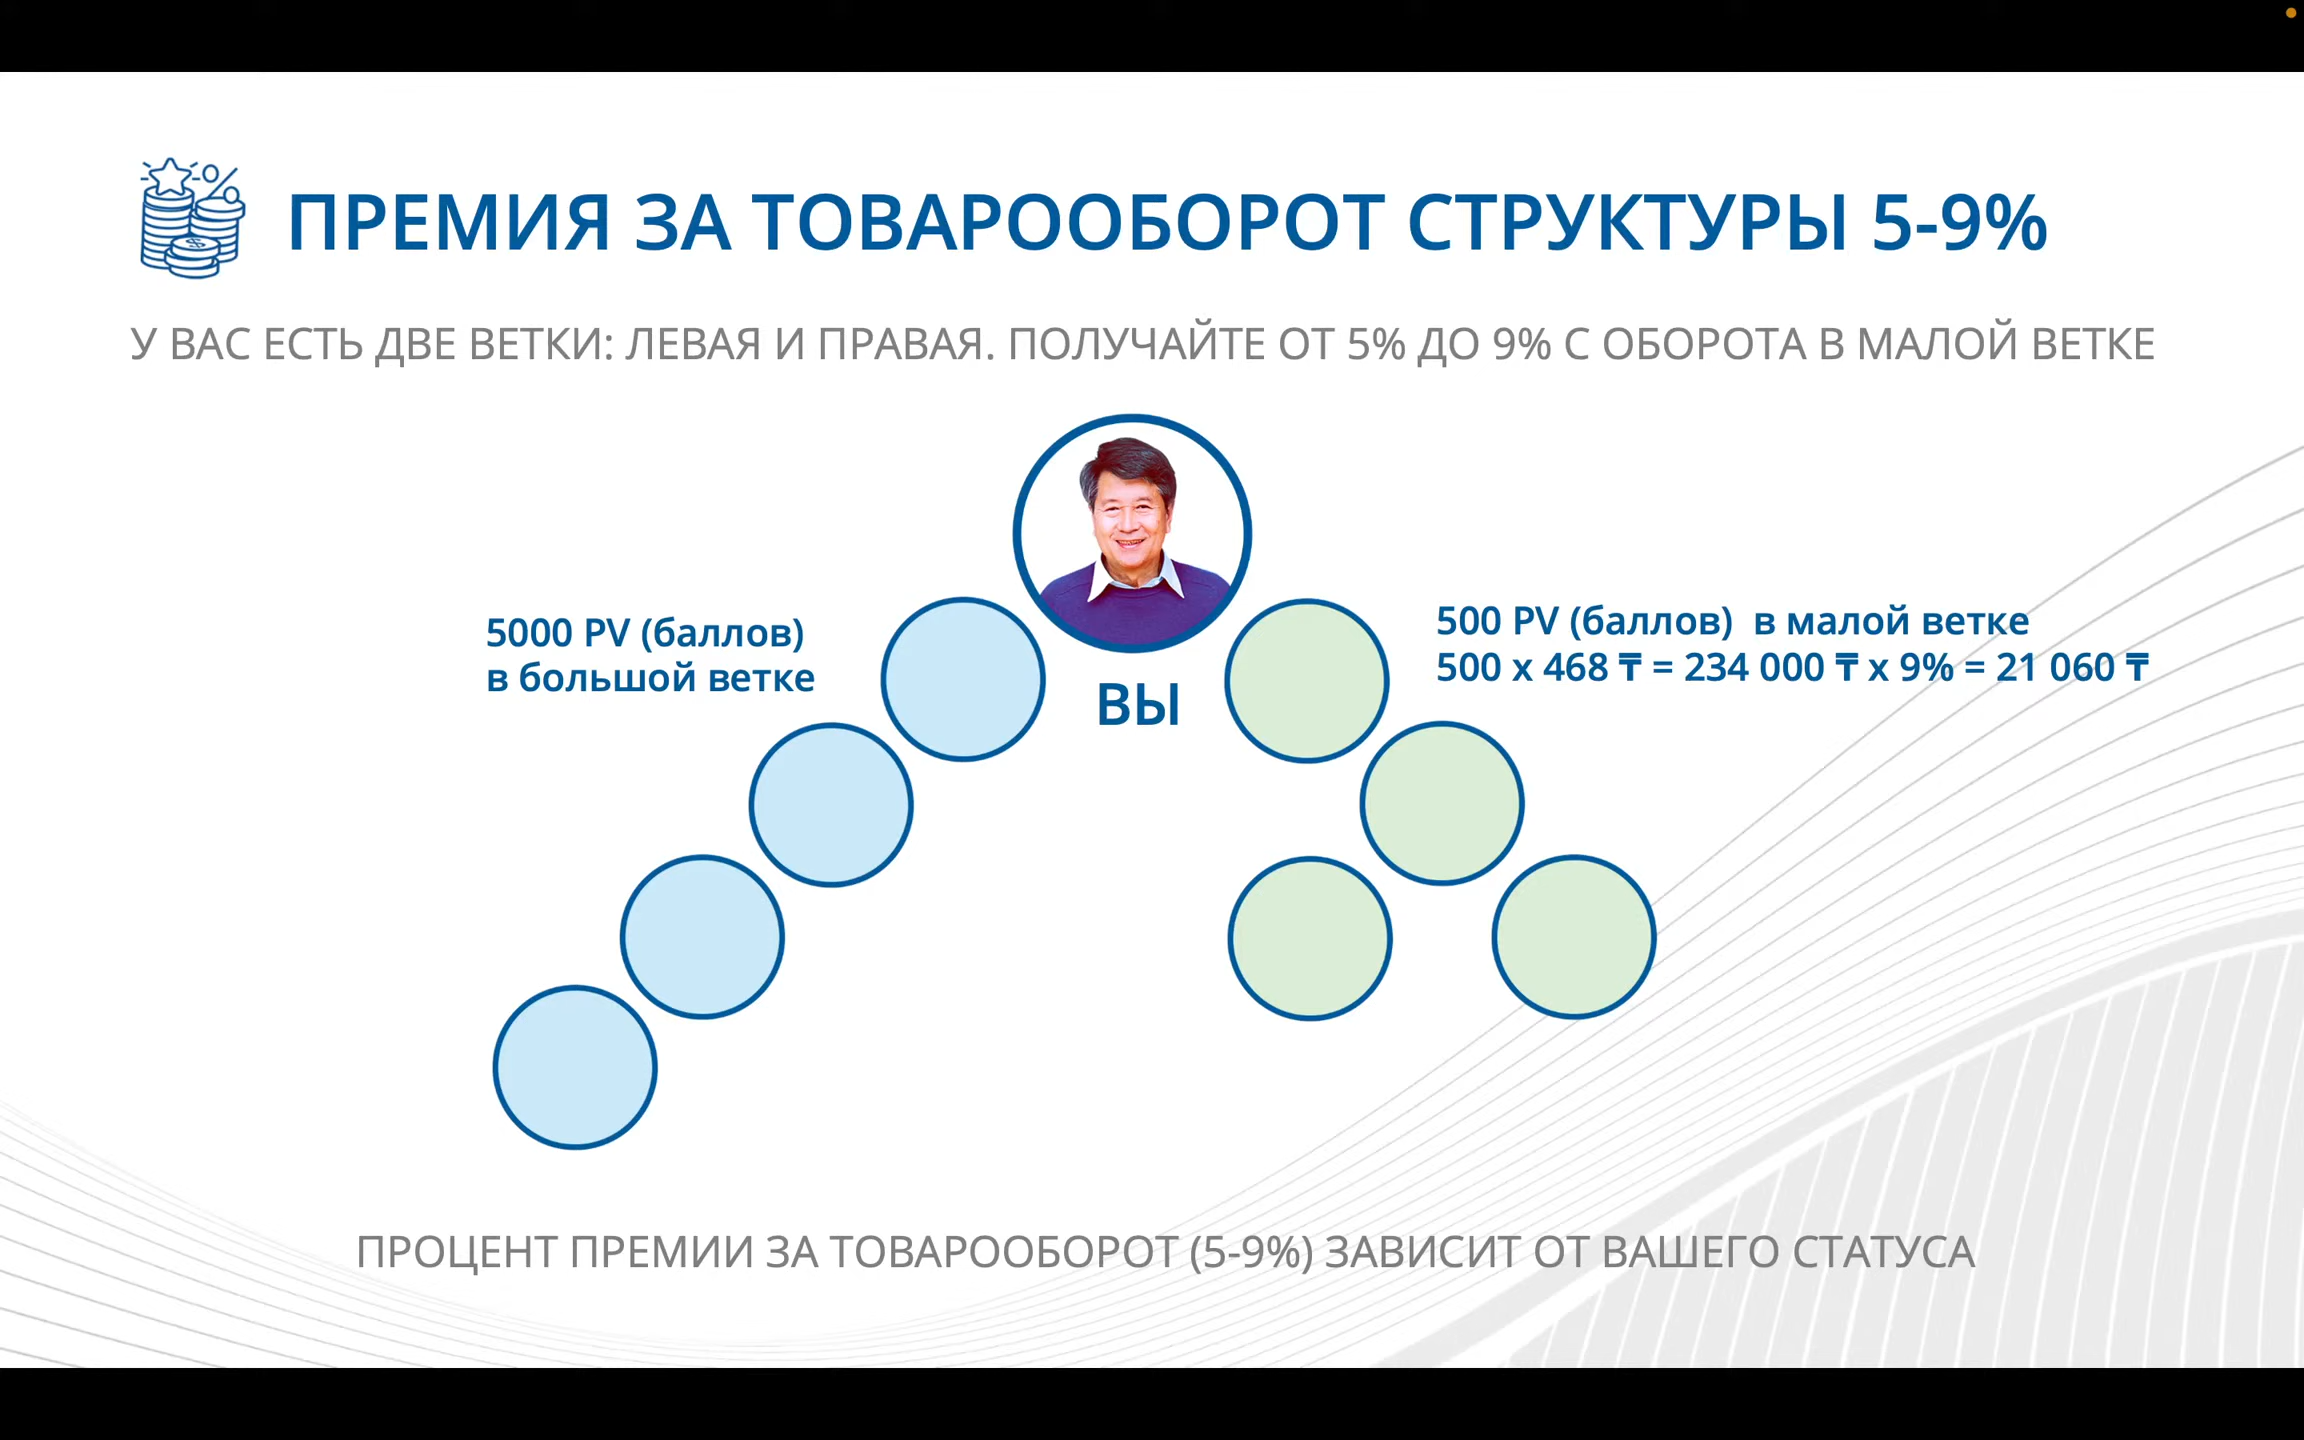 ПРЕМИЯ ЗА ТОВАРООБОРОТ СТРУКТУРЫ 5-9%
У ВАС ЕСТЬ ДВЕ ВЕТКИ: ЛЕВАЯ И ПРАВАЯ. ПОЛУЧАЙТЕ ОТ 5% ДО 9% С ОБОРОТА В МАЛОЙ ВЕТКЕ
5000 PV (баллов)
в большой ветке
ВЫ
500 PV (баллов) в малой ветке
500 x 468 ₸ = 234 000 ₸ x 9% = 21 060 ₸
ПРОЦЕНТ ПРЕМИИ ЗА ТОВАРООБОРОТ (5-9%) ЗАВИСИТ ОТ ВАШЕГО СТАТУСА